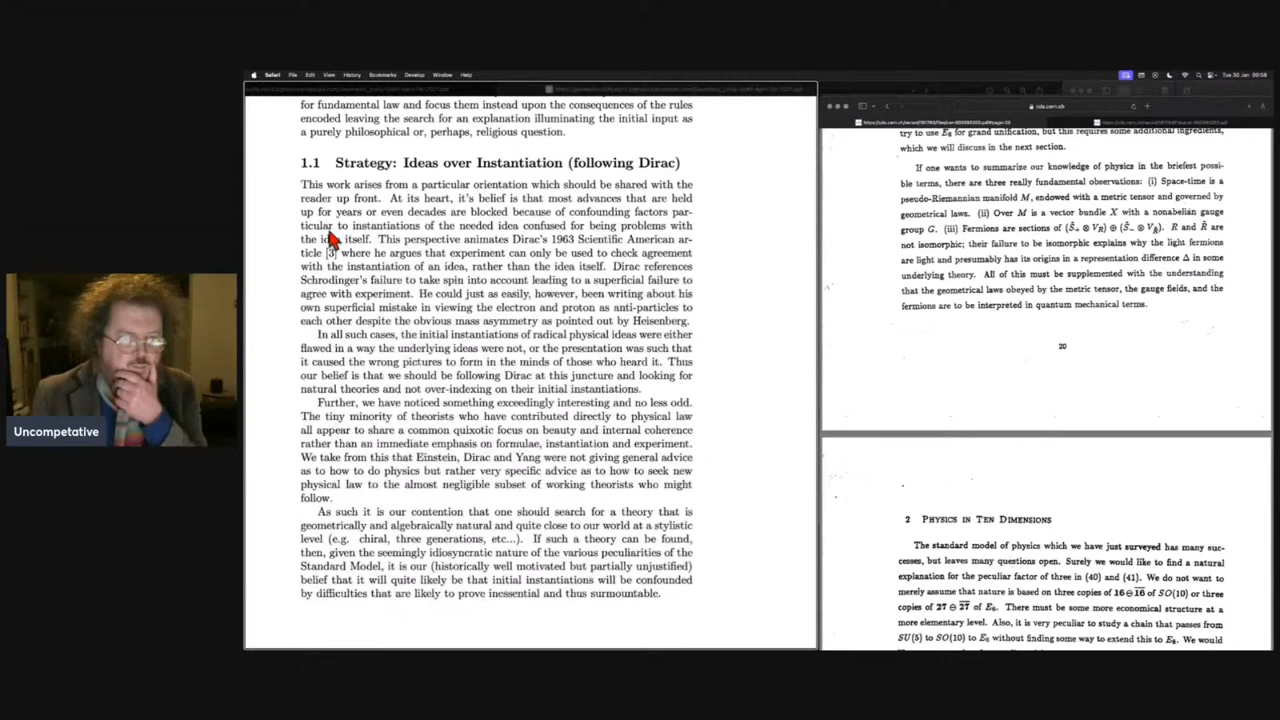 Safari File Edit View History Bookmarks Develop Window Help
Tue 30 Jan 00:58
for fundamental law and focus them instead upon the consequences of the rules
encoded leaving the search for an explanation illuminating the initial input as
a purely philosophical or, perhaps, religious question.
1.1 Strategy: Ideas over Instantiation (following Dirac)
This work arises from a particular orientation which should be shared with the
reader up front. At its heart, it's belief is that most advances that are held
up for years or even decades are blocked because of confounding factors par-
ticular to instantiations of the needed idea confused for being problems with
the idea itself. This perspective animates Dirac's 1963 Scientific American ar-
ticle [3] where he argues that experiment can only be used to check agreement
with the instantiation of an idea, rather than the idea itself. Dirac references
Schrodinger's failure to take spin into account leading to a superficial failure to
agree with experiment. He could just as easily, however, been writing about his
own superficial mistake in viewing the electron and proton as anti-particles to
each other despite the obvious mass asymmetry as pointed out by Heisenberg.
In all such cases, the initial instantiations of radical physical ideas were either
flawed in a way the underlying ideas were not, or the presentation was such that
it caused the wrong pictures to form in the minds of those who heard it. Thus
our belief is that we should be following Dirac at this juncture and looking for
natural theories and not over-indexing on their initial instantiations.
Further, we have noticed something exceedingly interesting and no less odd.
The tiny minority of theorists who have contributed directly to physical law
all appear to share a common quixotic focus on beauty and internal coherence
rather than an immediate emphasis on formulae, instantiation and experiment.
We take from this that Einstein, Dirac and Yang were not giving general advice
as to how to do physics but rather very specific advice as to how to seek new
physical law to the almost negligible subset of working theorists who might
follow.
As such it is our contention that one should search for a theory that is
geometrically and algebraically natural and quite close to our world at a stylistic
level (e.g. chiral, three generations, etc...). If such a theory can be found,
then, given the seemingly idiosyncratic nature of the various peculiarities of the
Standard Model, it is our (historically well motivated but partially unjustified)
belief that it will quite likely be that initial instantiations will be confounded
by difficulties that are likely to prove inessential and thus surmountable.
cds.cern.ch
try to use E₆ for grand unification, but this requires some additional ingredients,
which we will discuss in the next section.
If one wants to summarise our knowledge of physics in the briefest possi-
ble terms, there are three really fundamental observations: (i) Space-time is a
pseudo-Riemannian manifold M, endowed with a metric tensor and governed by
geometrical laws. (ii) Over M is a vector bundle X with a nonabelian gauge
group G. (iii) Fermions are sections of (Ŝ₊ ⊗ V_R) ⊕ (Ŝ₋ ⊗ V_R̃). R and R̃ are
not isomorphic; their failure to be isomorphic explains why the light fermions
are light and presumably has its origins in a representation difference Δ in some
underlying theory. All of this must be supplemented with the understanding
that the geometrical laws obeyed by the metric tensor, the gauge fields, and the
fermions are to be interpreted in quantum mechanical terms.
20
2 PHYSICS IN TEN DIMENSIONS
The standard model of physics which we have just surveyed has many suc-
cesses, but leaves many questions open. Surely we would like to find a natural
explanation for the peculiar factor of three in (40) and (41). We do not want to
merely assume that nature is based on three copies of 16⊖1̅6̅ of SO(10) or three
copies of 27 ⊖ 2̅7̅ of E₆. There must be some more economical structure at a
more elementary level. Also, it is very peculiar to study a chain that passes from
SU(5) to SO(10) to E₆ without finding some way to extend this to E₈. We would
Uncompetative